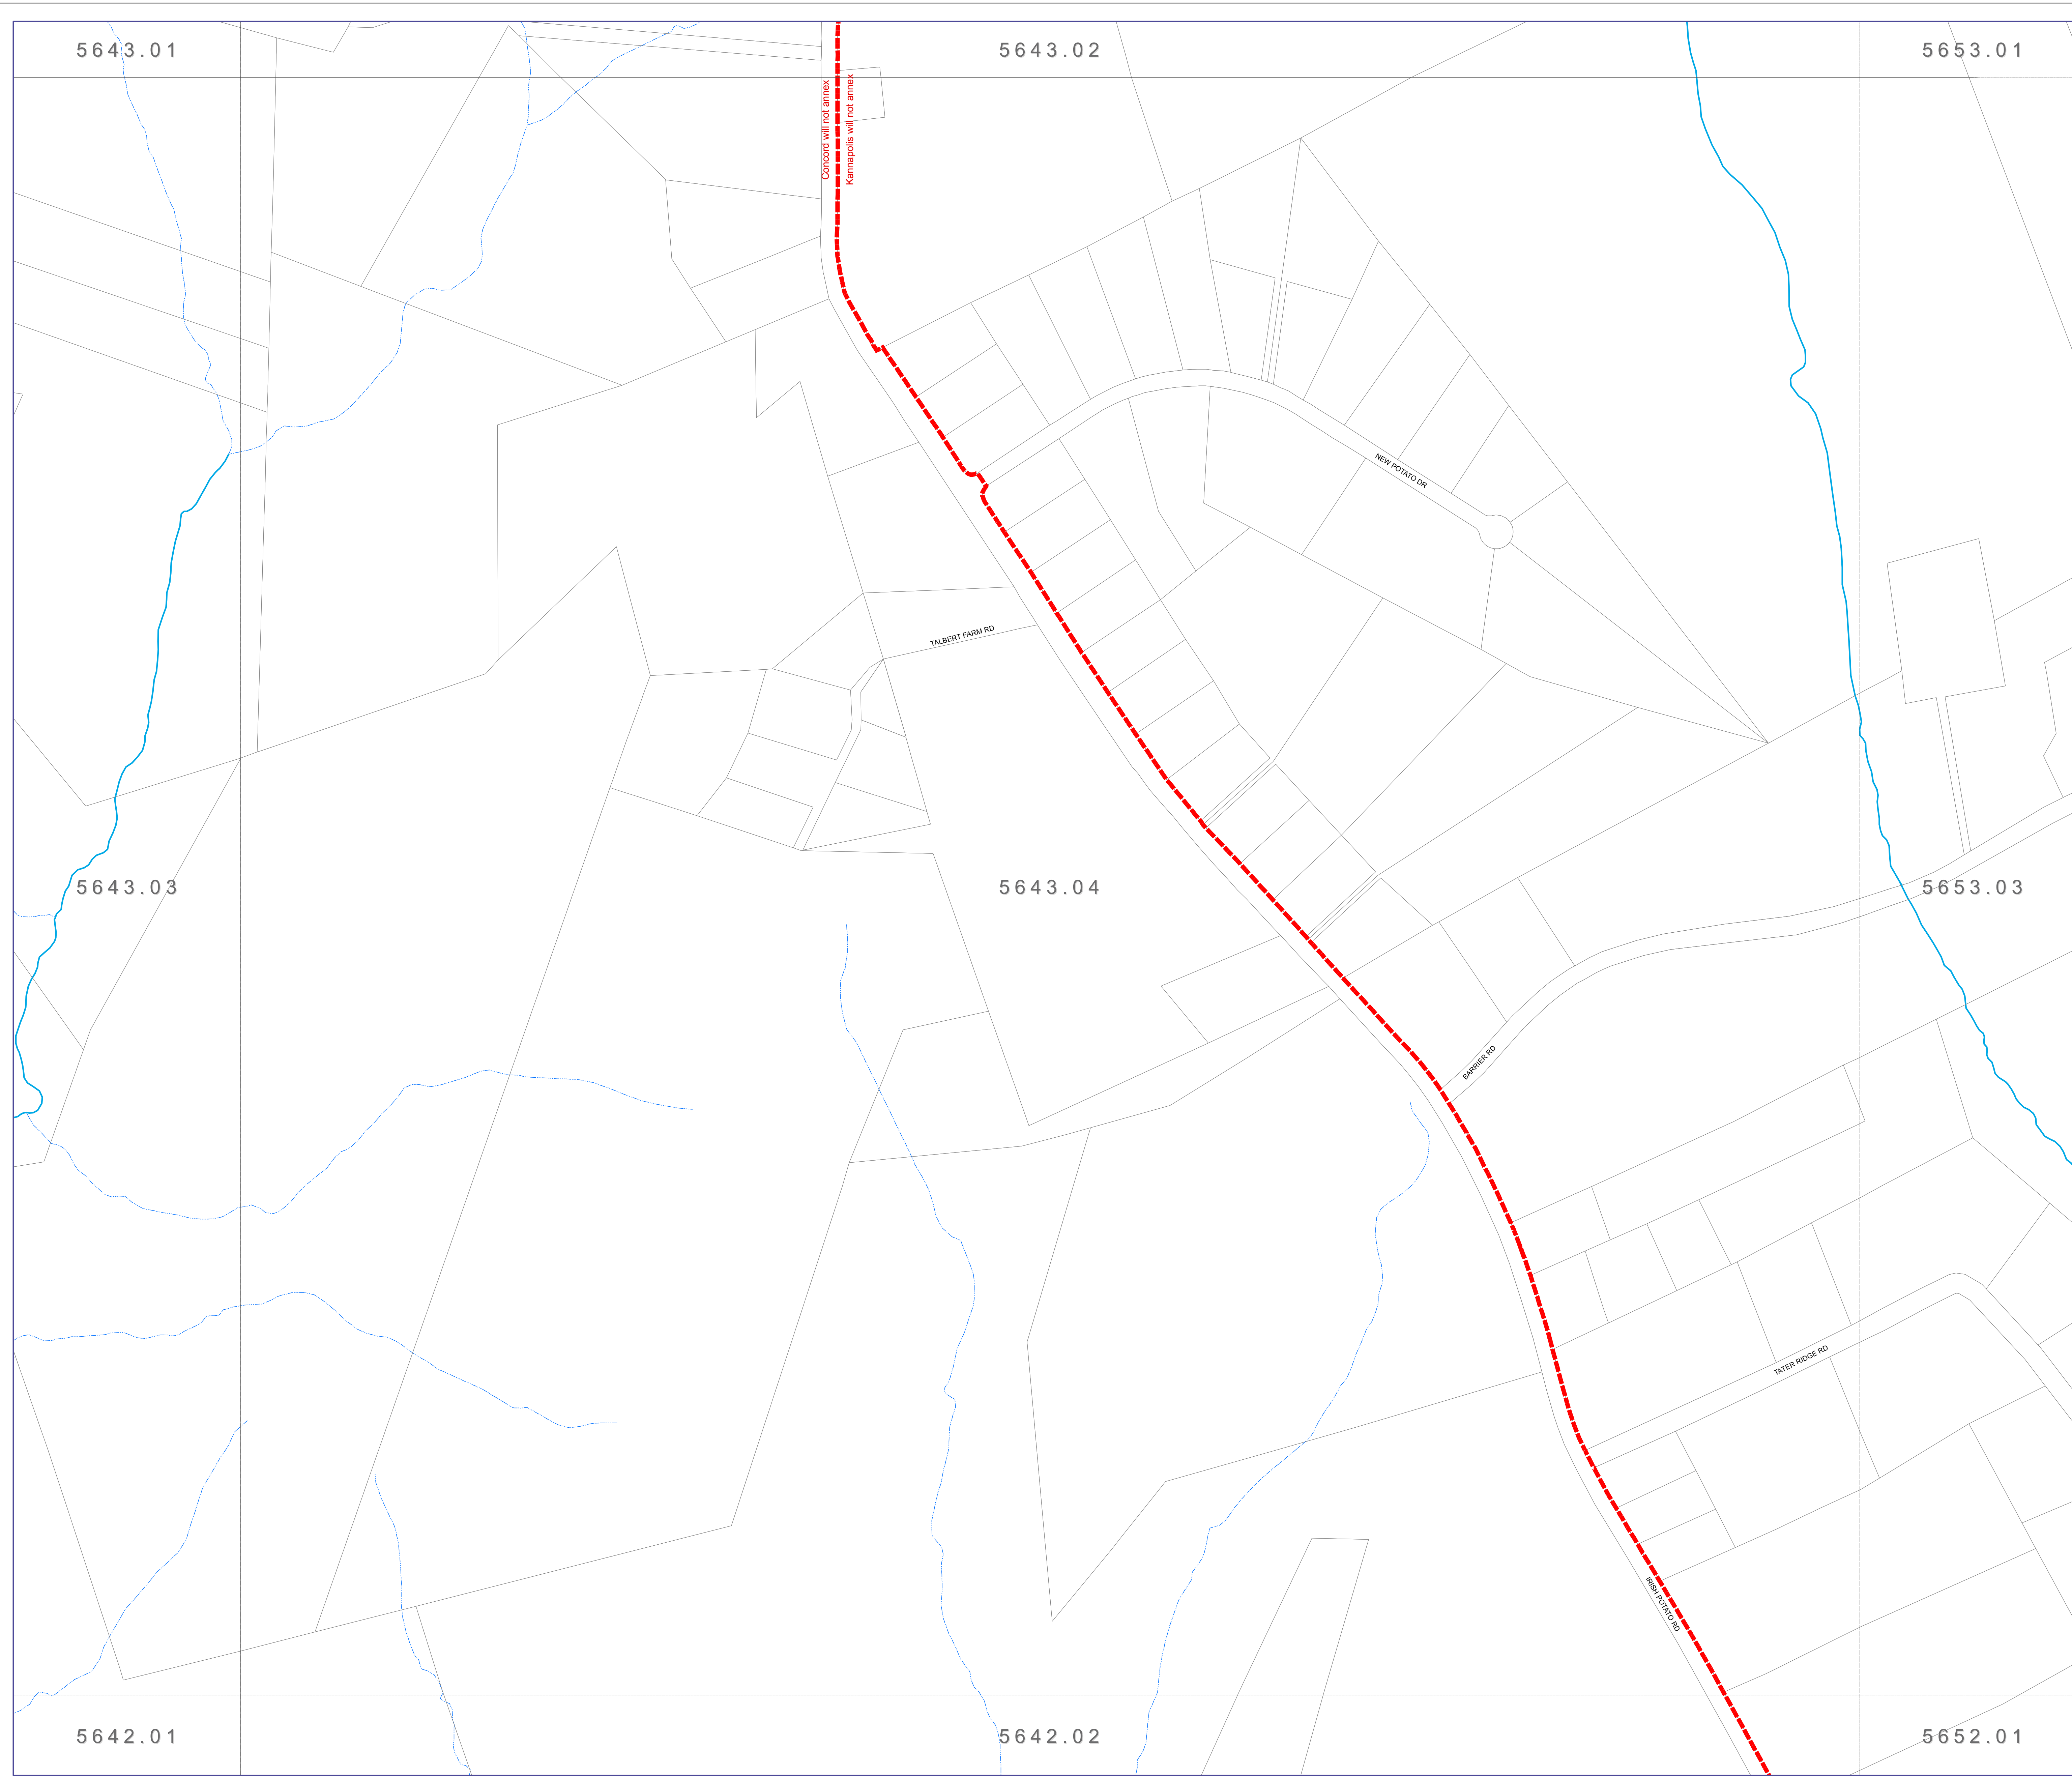 5643.01
5643.02
5653.01
Concord will not annex
Kannapolis will not annex
NEW POTATO DR
TALBERT FARM RD
5643.03
5643.04
5653.03
BARRIER RD
TATER RIDGE RD
IRISH POTATO RD
5642.01
5642.02
5652.01